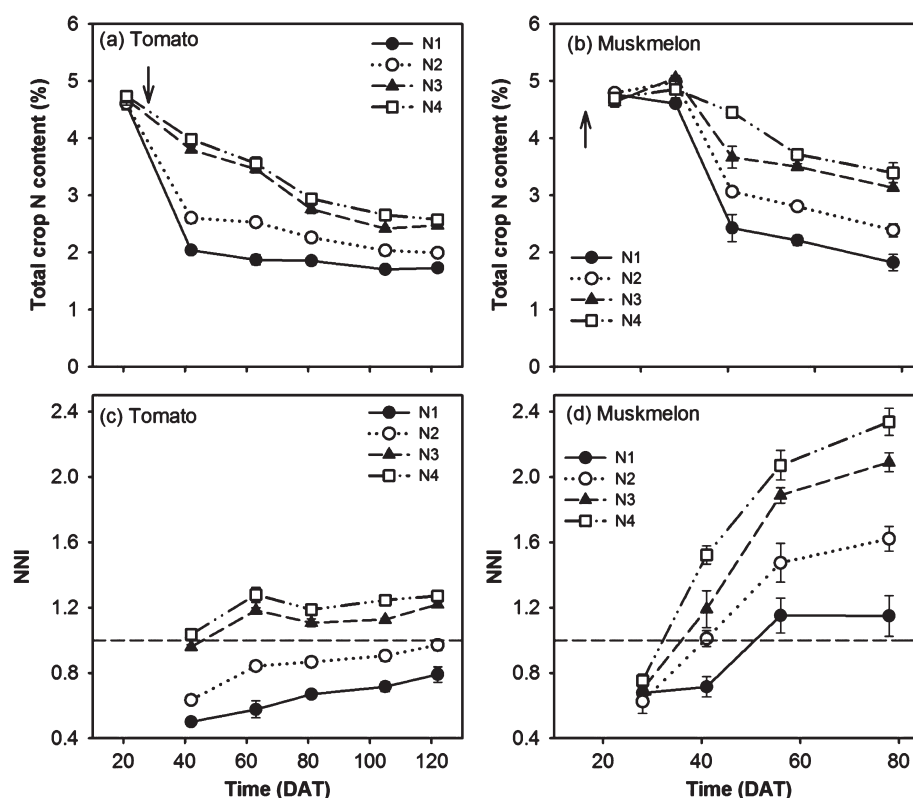 (a) Tomato
N1
N2
N3
N4
Total crop N content (%)
6
5
4
3
2
1
0
(b) Muskmelon
N1
N2
N3
N4
Total crop N content (%)
6
5
4
3
2
1
0
(c) Tomato
N1
N2
N3
N4
NNI
2.4
2.0
1.6
1.2
0.8
0.4
20 40 60 80 100 120
Time (DAT)
(d) Muskmelon
N1
N2
N3
N4
NNI
2.4
2.0
1.6
1.2
0.8
0.4
20 40 60 80
Time (DAT)